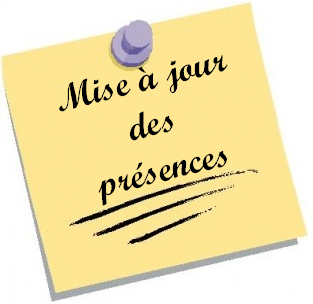 Mise à jour
des
présences